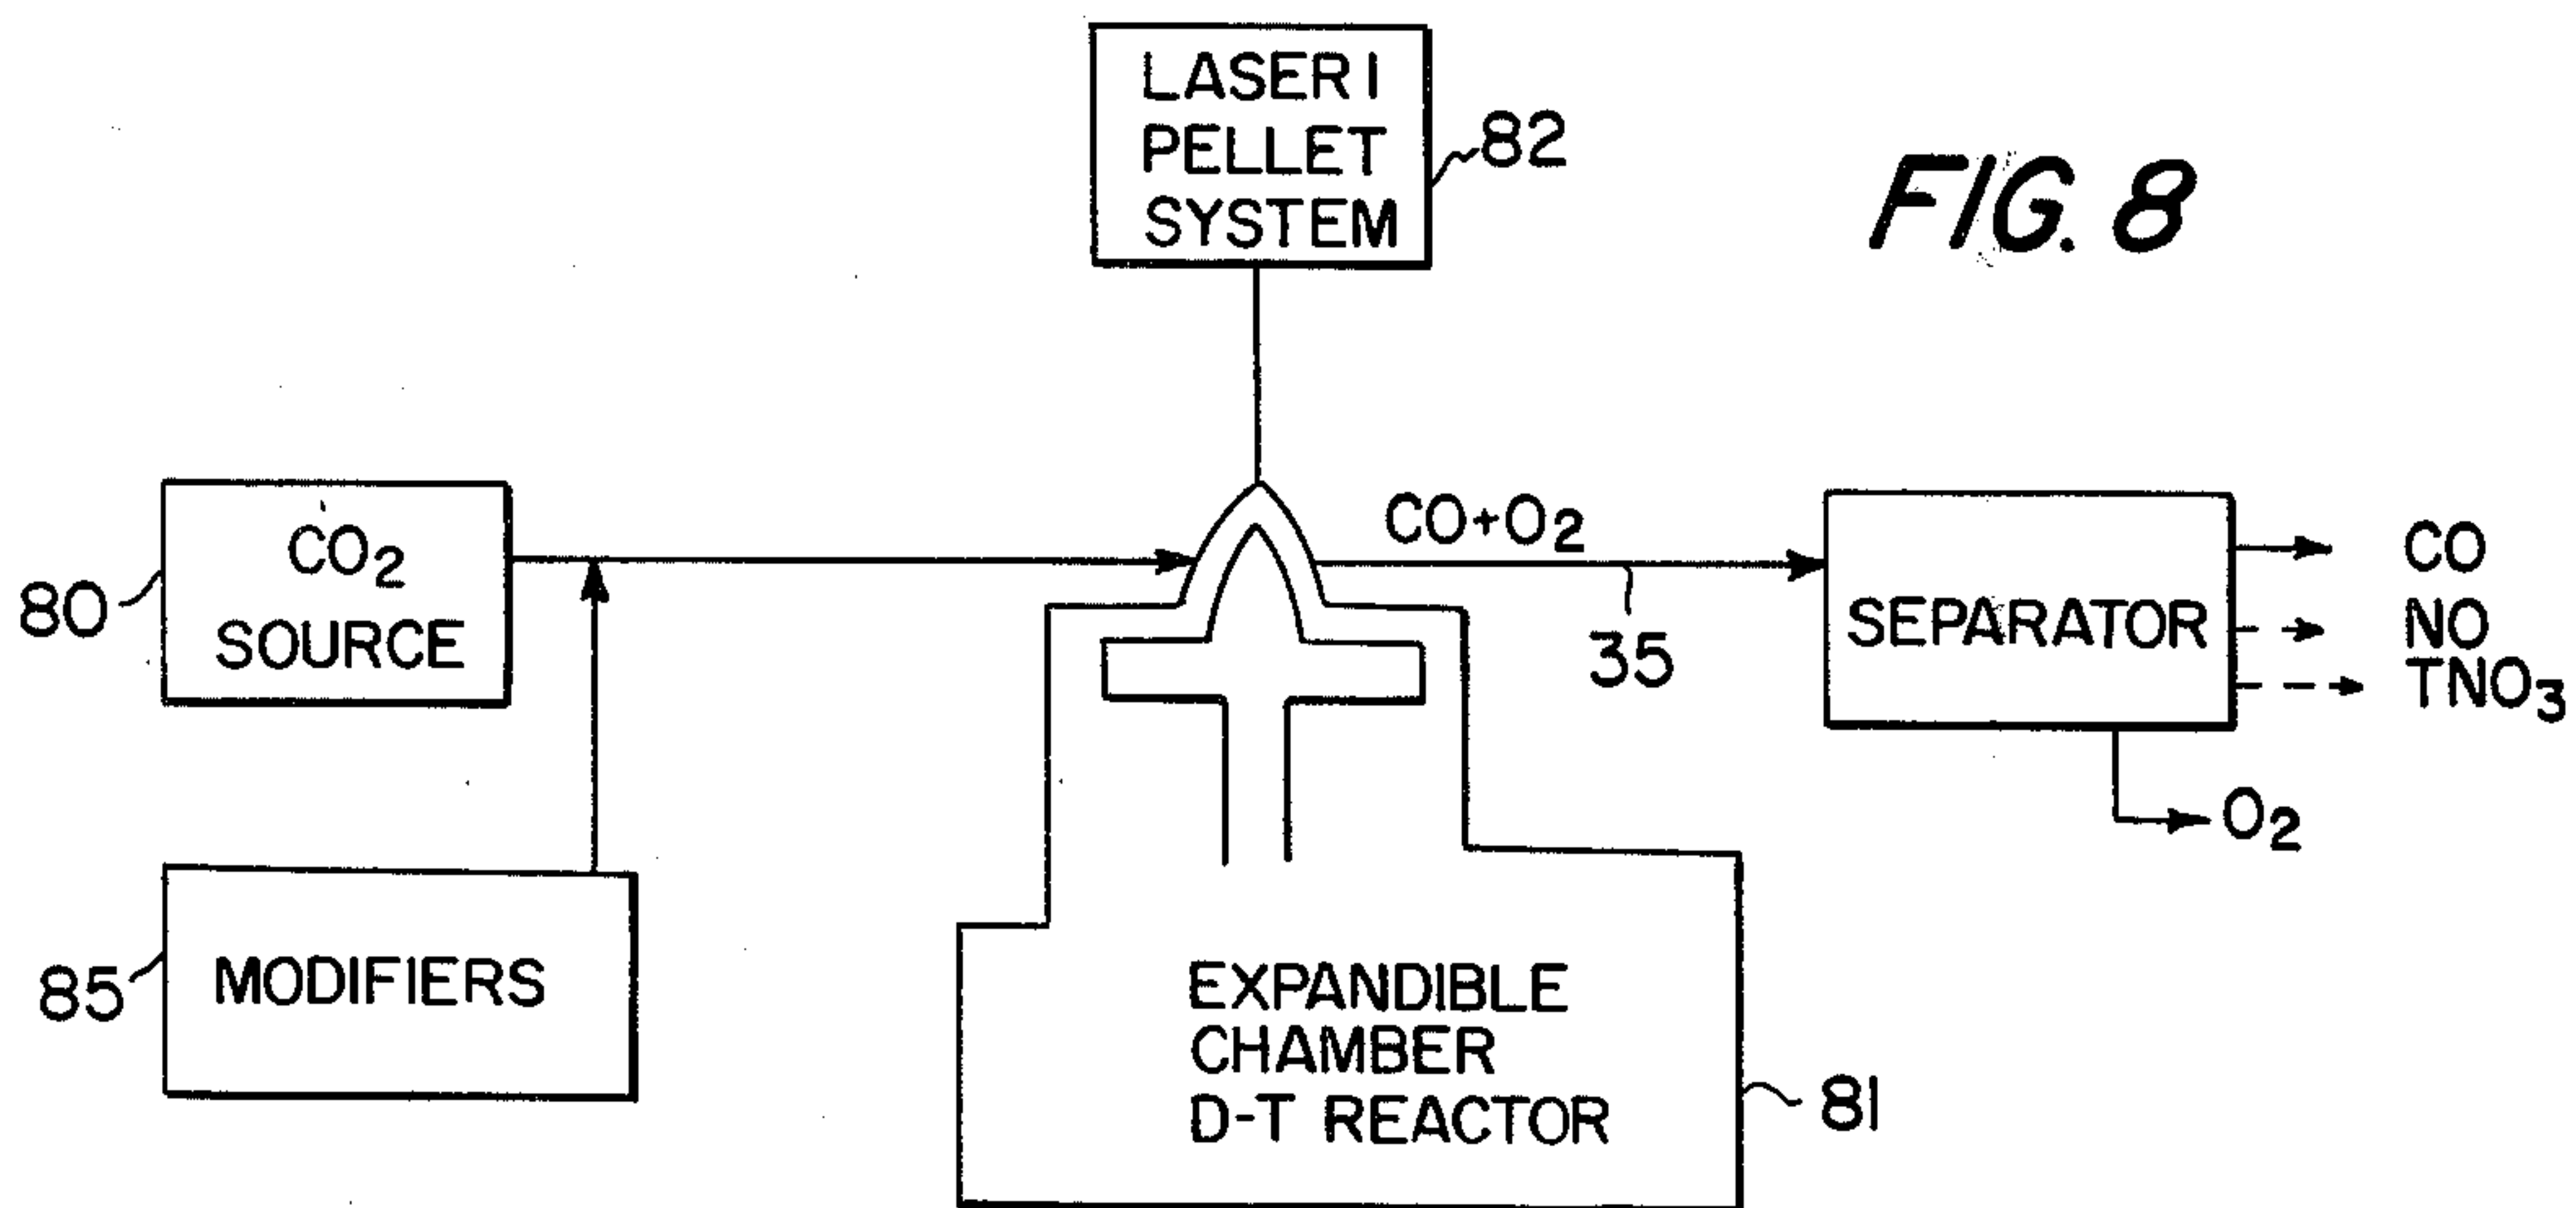 LASER I
PELLET
SYSTEM
82
FIG. 8
CO2
SOURCE
80
CO+O2
35
SEPARATOR
CO
NO
TNO3
O2
MODIFIERS
85
EXPANDIBLE
CHAMBER
D-T REACTOR
81